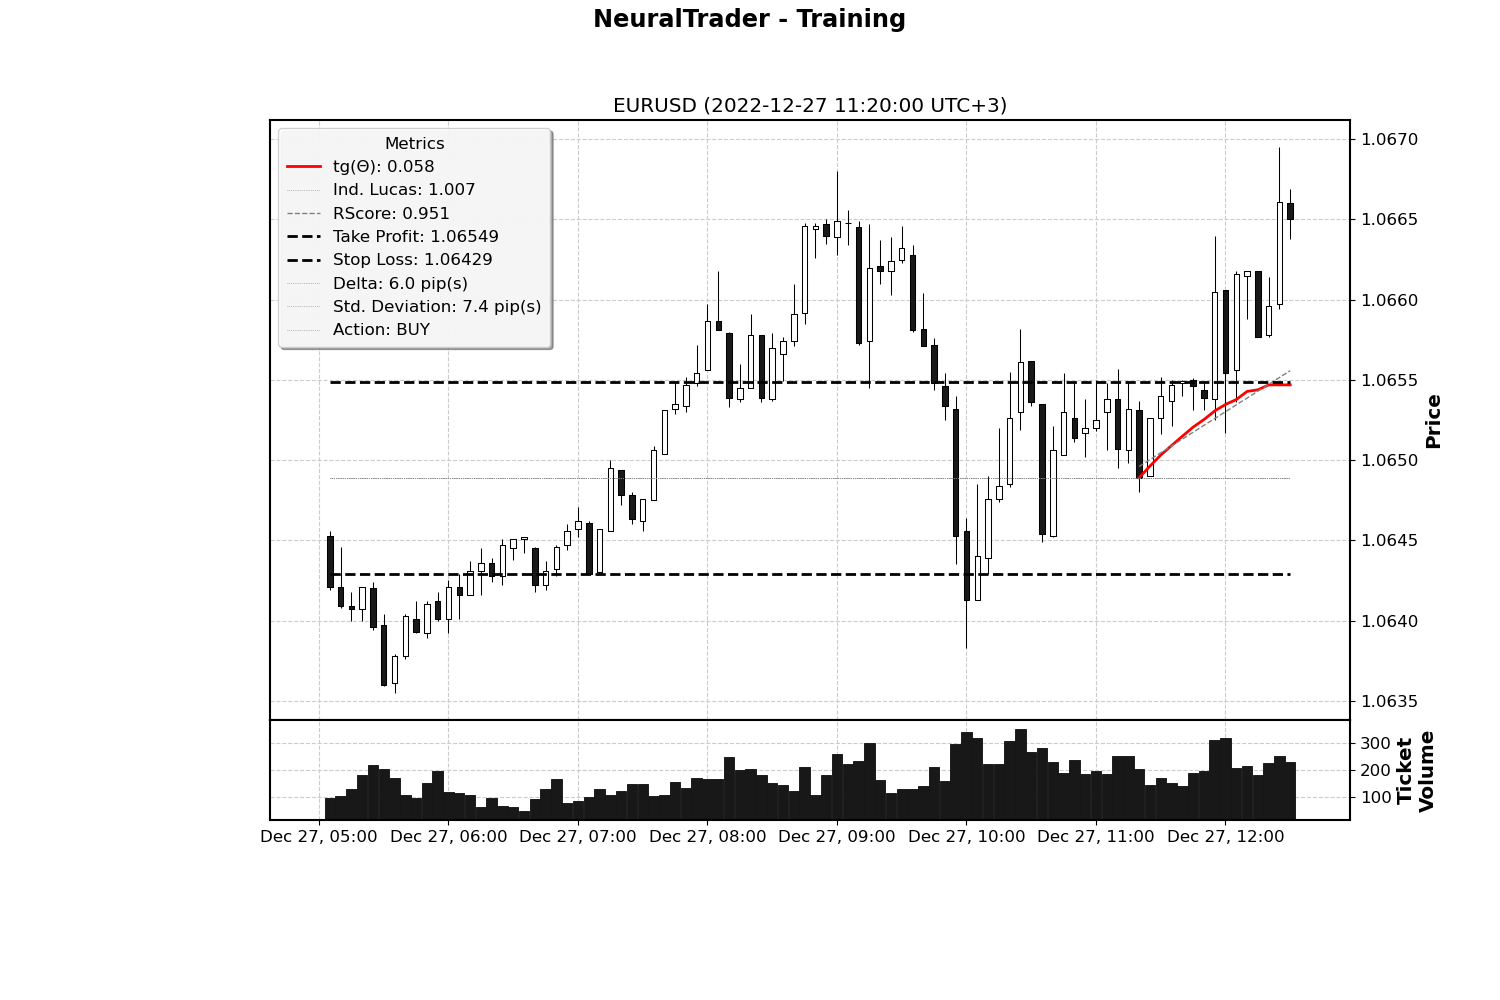 NeuralTrader - Training
EURUSD (2022-12-27 11:20:00 UTC+3)
Metrics
tg(Θ): 0.058
Ind. Lucas: 1.007
RScore: 0.951
Take Profit: 1.06549
Stop Loss: 1.06429
Delta: 6.0 pip(s)
Std. Deviation: 7.4 pip(s)
Action: BUY
1.0670
1.0665
1.0660
1.0655
1.0650
1.0645
1.0640
1.0635
Price
300
200
100
Ticket
Volume
Dec 27, 05:00 Dec 27, 06:00 Dec 27, 07:00 Dec 27, 08:00 Dec 27, 09:00 Dec 27, 10:00 Dec 27, 11:00 Dec 27, 12:00